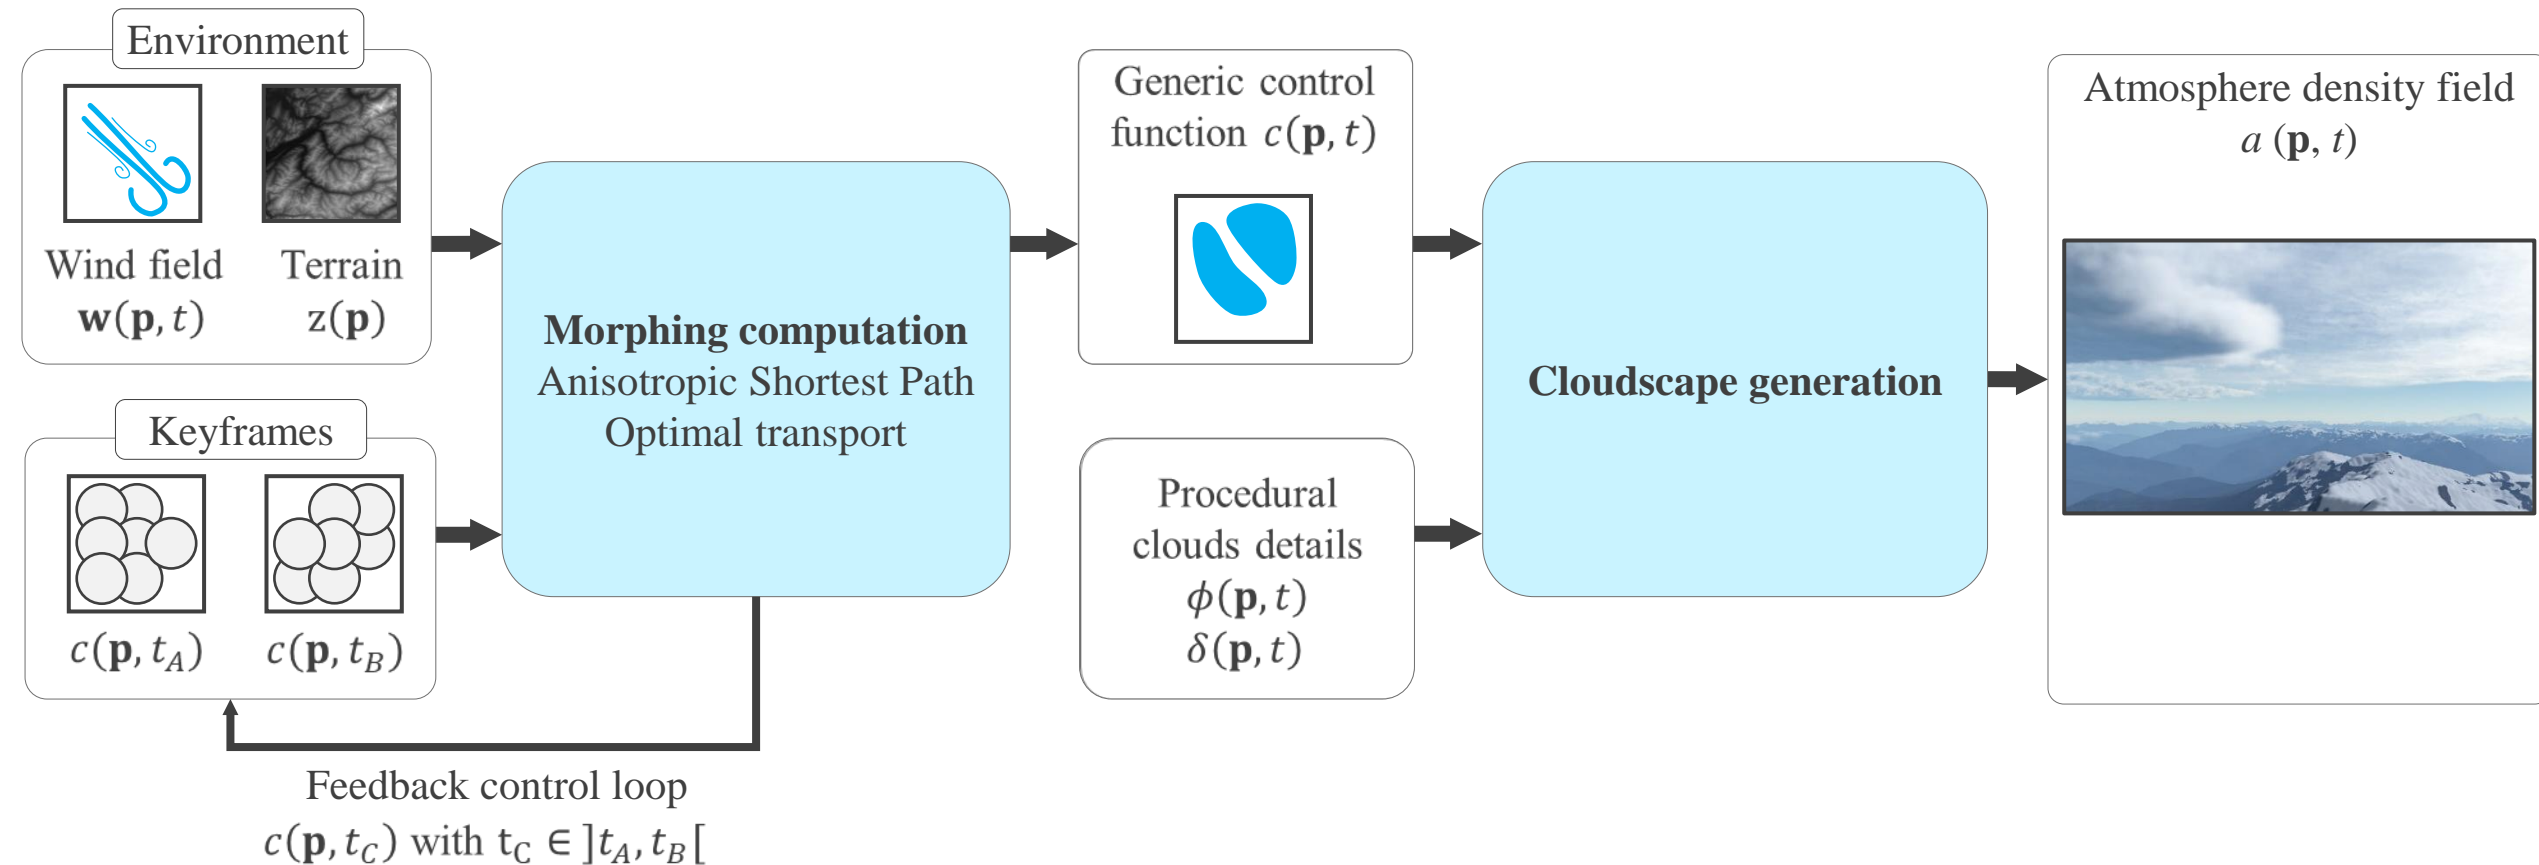 Environment
Wind field
w(p, t)
Terrain
z(p)
Keyframes
c(p, t_A)
c(p, t_B)
Morphing computation
Anisotropic Shortest Path
Optimal transport
Feedback control loop
c(p, t_C) with t_C ∈ ]t_A, t_B[
Generic control
function c(p, t)
Procedural
clouds details
ϕ(p, t)
δ(p, t)
Cloudscape generation
Atmosphere density field
a (p, t)